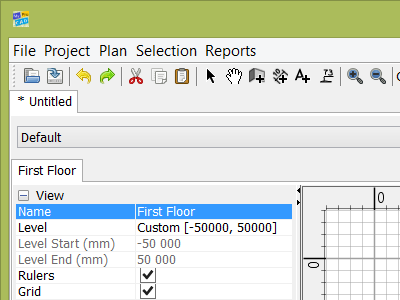 File Project Plan Selection Reports
* Untitled
Default
First Floor
View
Name First Floor
Level Custom [-50000, 50000]
Level Start (mm) -50 000
Level End (mm) 50 000
Rulers
Grid
0
0